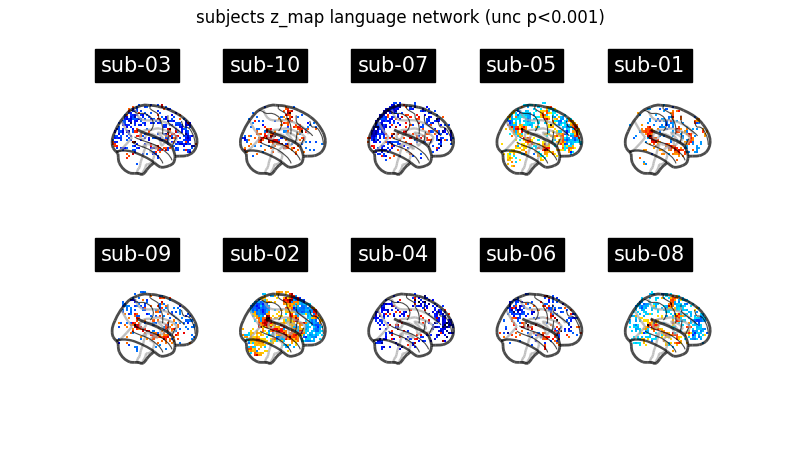 subjects z_map language network (unc p<0.001)
sub-03 sub-10 sub-07 sub-05 sub-01
sub-09 sub-02 sub-04 sub-06 sub-08